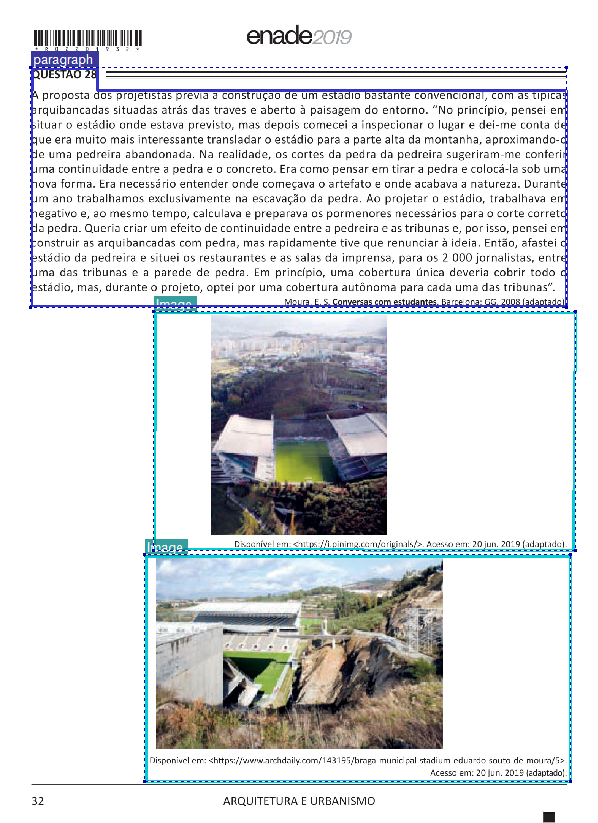 enade2019
*R072201932*
paragraph
QUESTÃO 28
A proposta dos projetistas previa a construção de um estádio bastante convencional, com as típicas
arquibancadas situadas atrás das traves e aberto à paisagem do entorno. “No princípio, pensei em
situar o estádio onde estava previsto, mas depois comecei a inspecionar o lugar e dei-me conta de
que era muito mais interessante transladar o estádio para a parte alta da montanha, aproximando-o
de uma pedreira abandonada. Na realidade, os cortes da pedra da pedreira sugeriram-me conferir
uma continuidade entre a pedra e o concreto. Era como pensar em tirar a pedra e colocá-la sob uma
nova forma. Era necessário entender onde começava o artefato e onde acabava a natureza. Durante
um ano trabalhamos exclusivamente na escavação da pedra. Ao projetar o estádio, trabalhava em
negativo e, ao mesmo tempo, calculava e preparava os pormenores necessários para o corte correto
da pedra. Queria criar um efeito de continuidade entre a pedreira e as tribunas e, por isso, pensei em
construir as arquibancadas com pedra, mas rapidamente tive que renunciar à ideia. Então, afastei o
estádio da pedreira e situei os restaurantes e as salas da imprensa, para os 2 000 jornalistas, entre
uma das tribunas e a parede de pedra. Em princípio, uma cobertura única deveria cobrir todo o
estádio, mas, durante o projeto, optei por uma cobertura autônoma para cada uma das tribunas”.
Moura, E. S. Conversas com estudantes. Barcelona: GG, 2008 (adaptado).
Image
Disponível em: <https://i.pinimg.com/originals/>. Acesso em: 20 jun. 2019 (adaptado).
Image
Disponível em: <https://www.archdaily.com/143195/braga-municipal-stadium-eduardo-souto-de-moura/5>.
Acesso em: 20 jun. 2019 (adaptado).
32
ARQUITETURA E URBANISMO